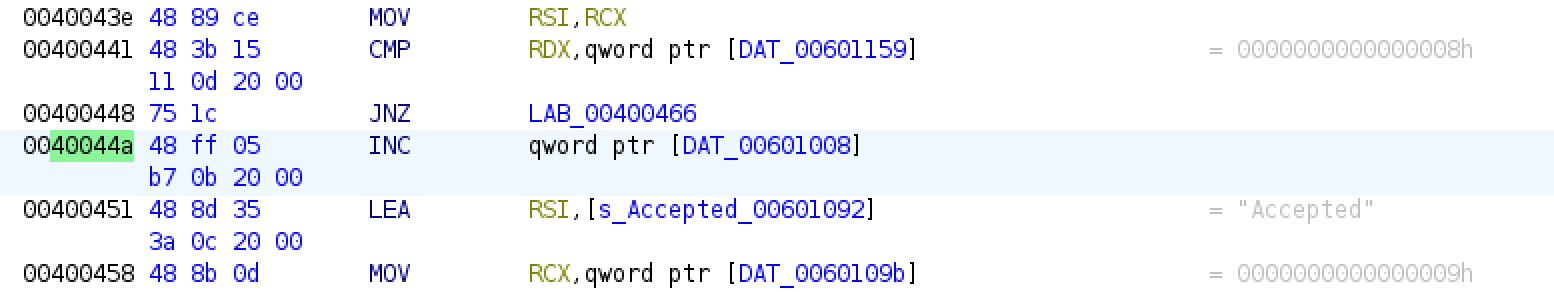 0040043e 48 89 ce MOV RSI,RCX
00400441 48 3b 15 CMP RDX,qword ptr [DAT_00601159] = 0000000000000008h
11 0d 20 00
00400448 75 1c JNZ LAB_00400466
0040044a 48 ff 05 INC qword ptr [DAT_00601008]
b7 0b 20 00
00400451 48 8d 35 LEA RSI,[s_Accepted_00601092] = "Accepted"
3a 0c 20 00
00400458 48 8b 0d MOV RCX,qword ptr [DAT_0060109b] = 0000000000000009h